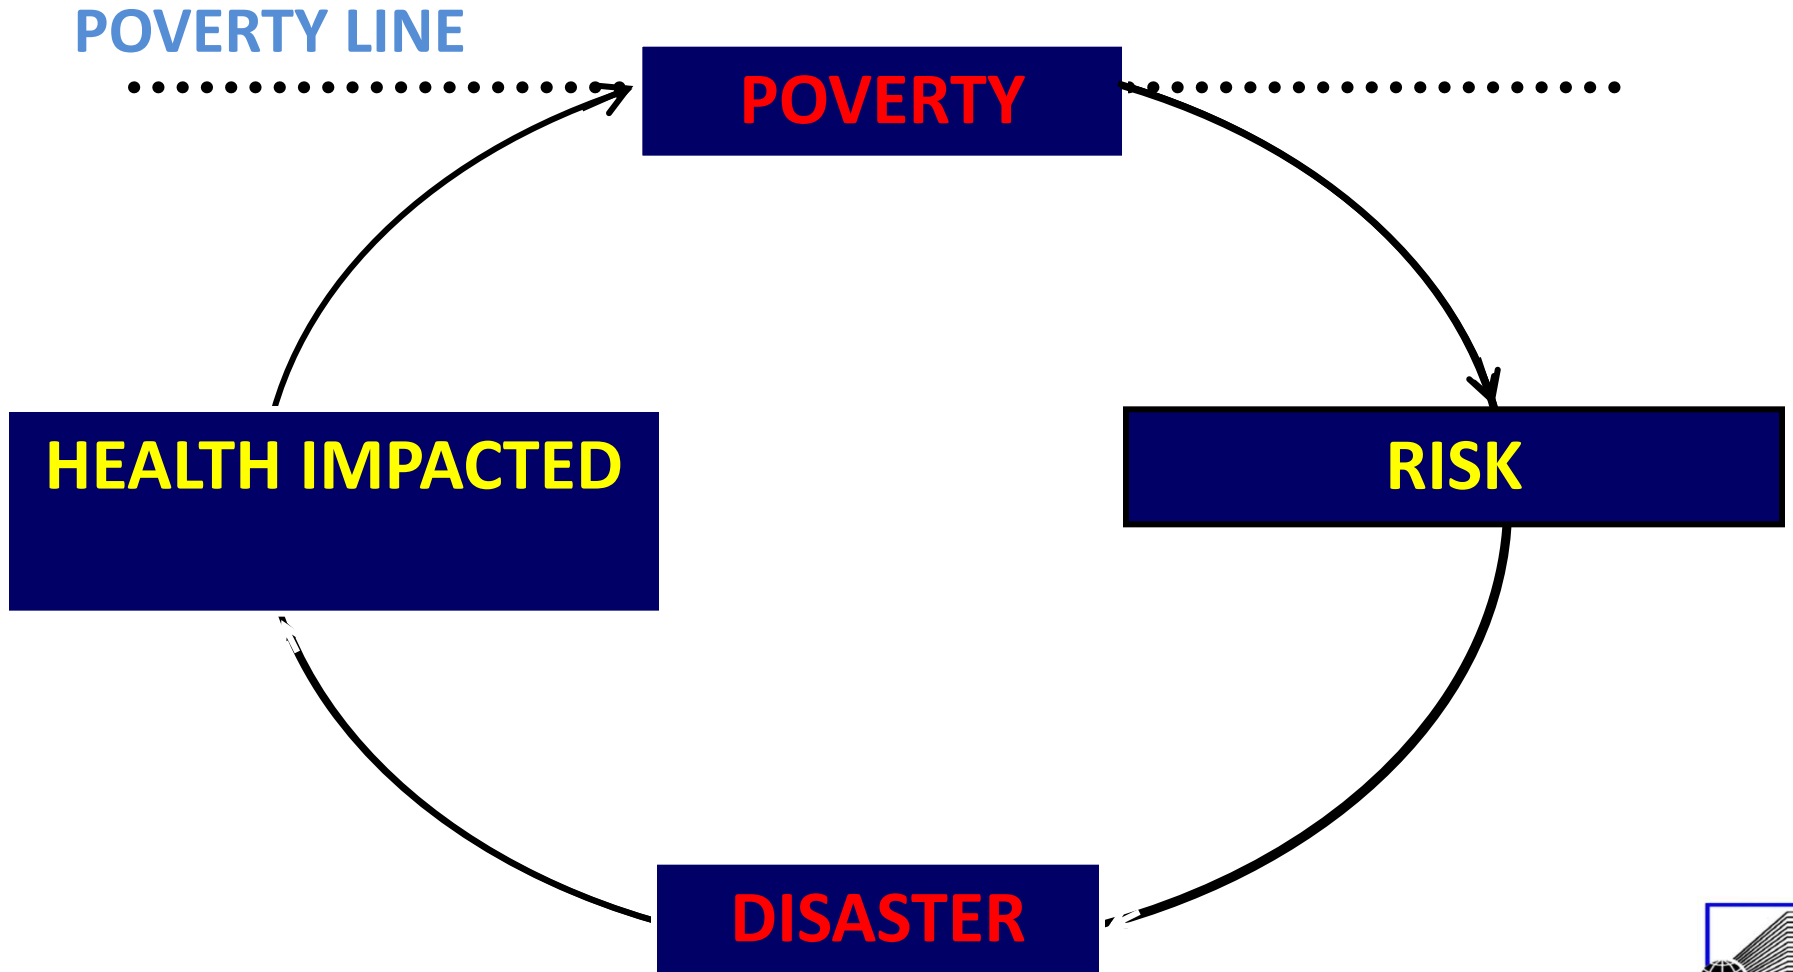 POVERTY LINE
POVERTY
HEALTH IMPACTED
RISK
DISASTER